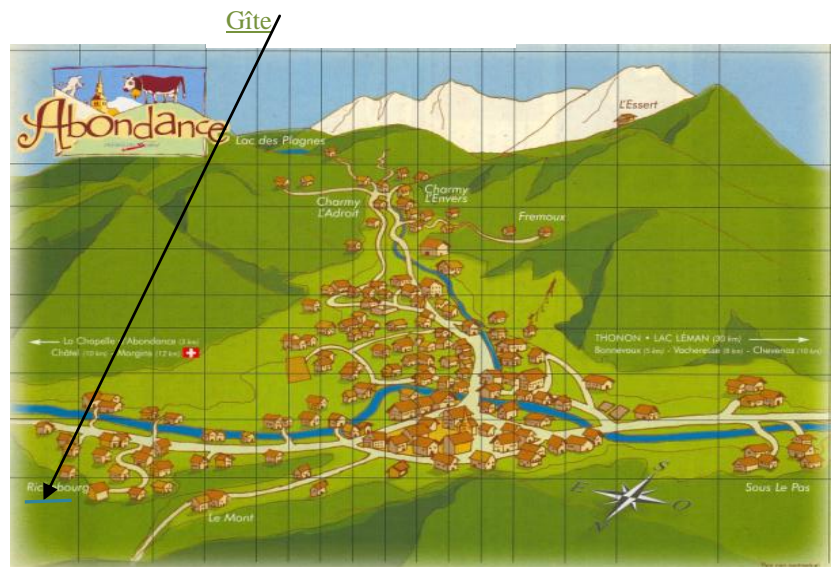 Gîte
Abondance
L'Essert
Lac des Plagnes
Charmy
L'Envers
Charmy
L'Adroit
Fremoux
La Chapelle - Abondance (5 km)
Châtel (10 km) - Morgins (12 km)
THONON • LAC LÉMAN (30 km)
Bonnevaux (5 km) - Vacheresse (8 km) - Chevenoz (10 km)
Richebourg
Sous Le Pas
Le Mont
S
E
O
N